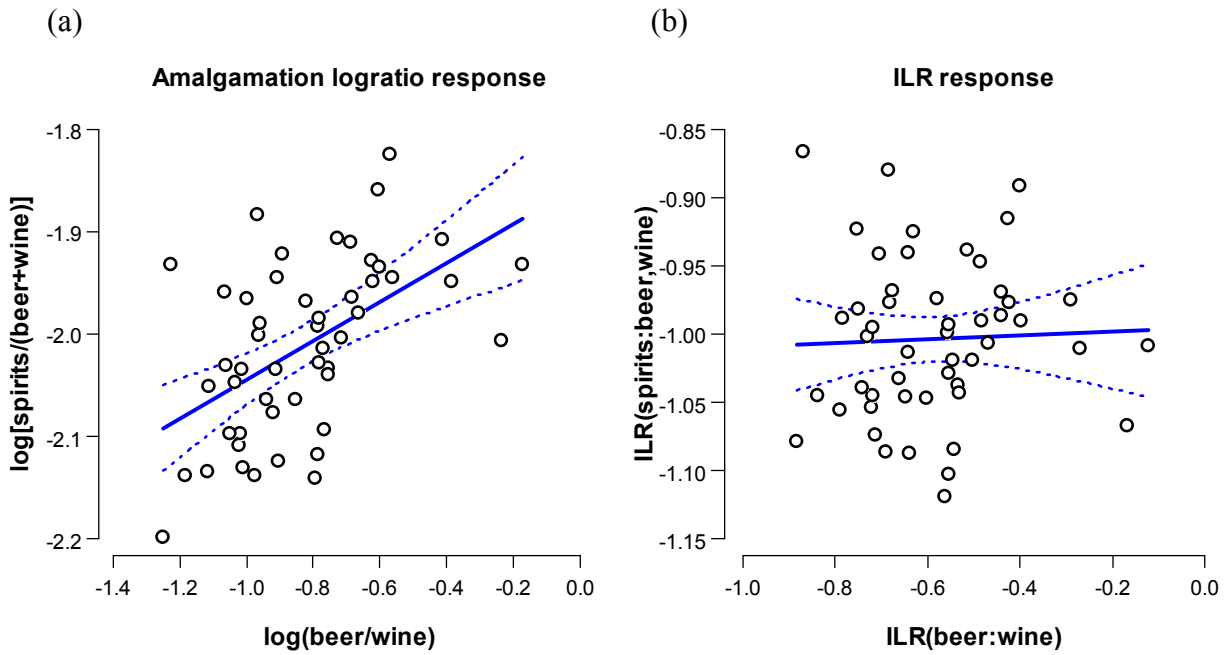 (a)
Amalgamation logratio response
log[spirits/(beer+wine)]
-1.8
-1.9
-2.0
-2.1
-2.2
-1.4 -1.2 -1.0 -0.8 -0.6 -0.4 -0.2 0.0
log(beer/wine)
(b)
ILR response
ILR(spirits:beer,wine)
-0.85
-0.90
-0.95
-1.00
-1.05
-1.10
-1.15
-1.0 -0.8 -0.6 -0.4 -0.2 0.0
ILR(beer:wine)